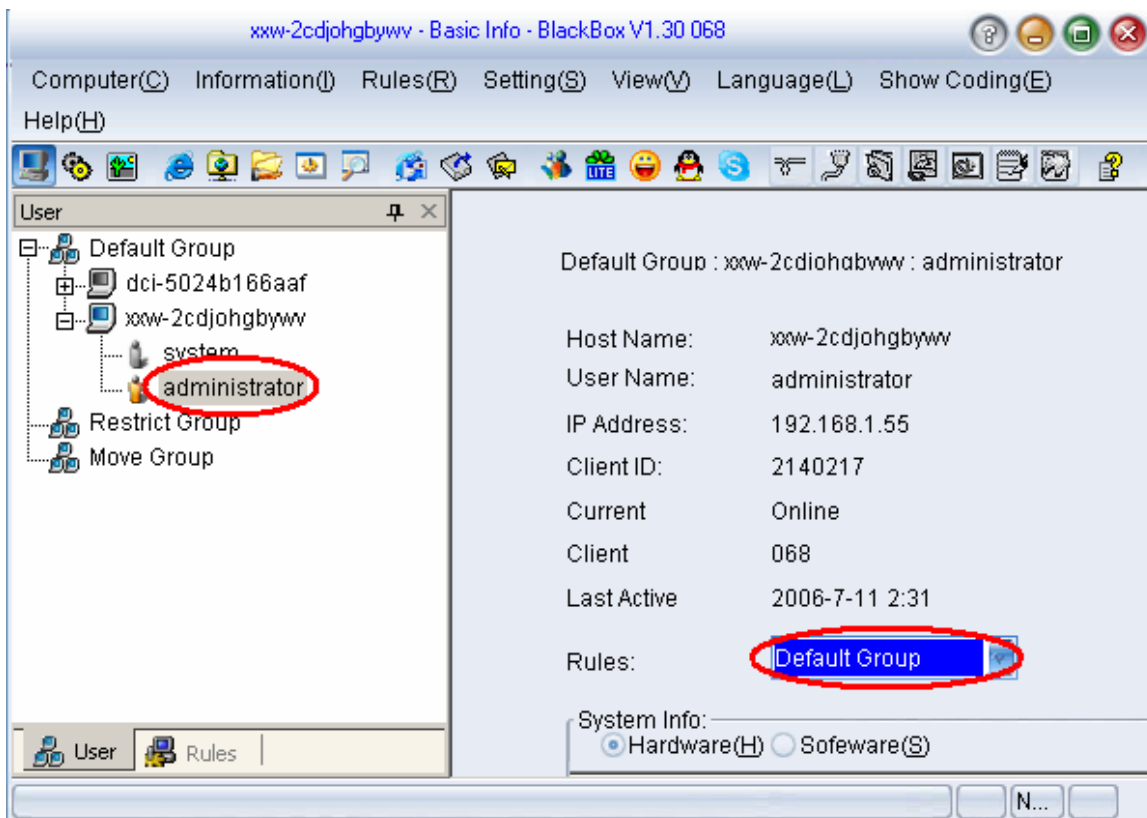 xxw-2cdjohgbywv - Basic Info - BlackBox V1.30 068
Computer(C) Information(I) Rules(R) Setting(S) View(V) Language(L) Show Coding(E)
Help(H)
LITE
User
Default Group
dci-5024b166aaf
xxw-2cdjohgbywv
system
administrator
Restrict Group
Move Group
User Rules
Default Group : xxw-2cdjohgbywv : administrator
Host Name: xxw-2cdjohgbywv
User Name: administrator
IP Address: 192.168.1.55
Client ID: 2140217
Current Online
Client 068
Last Active 2006-7-11 2:31
Rules: Default Group
System Info:
Hardware(H) Sofeware(S)
N...